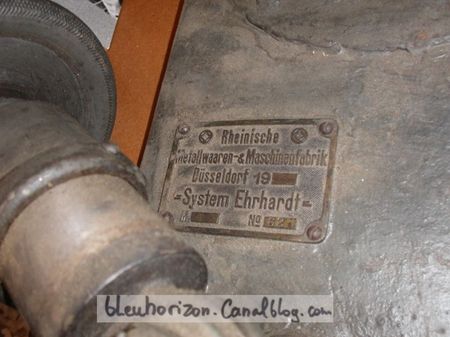 Rheinische
Metallwaaren-&Maschinenfabrik
Düsseldorf 19
-System Ehrhardt-
No
bleuhorizon.Canalblog.com